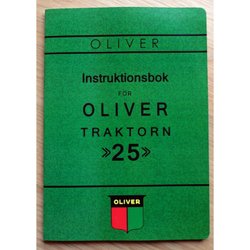 OLIVER
Instruktionsbok
FÖR
OLIVER
TRAKTORN
»25»
OLIVER